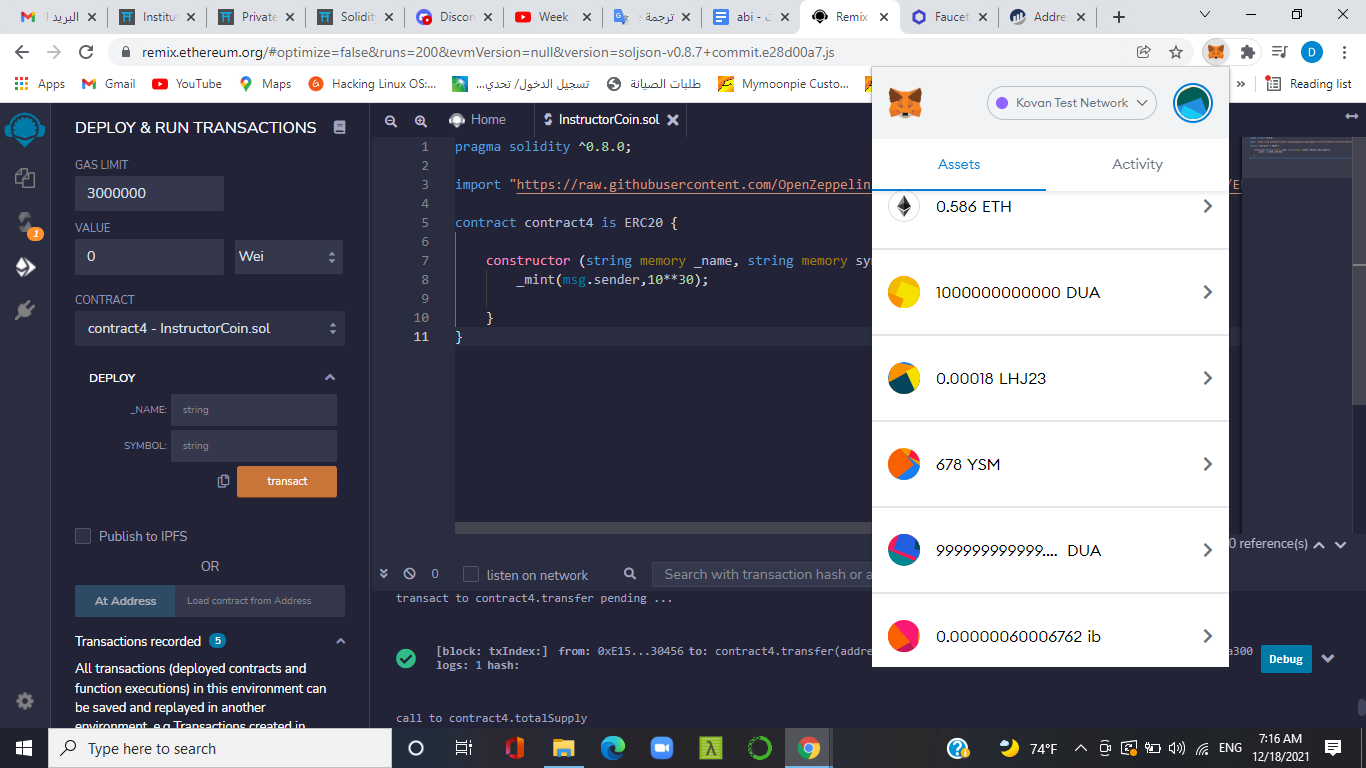 البريد ا
Institu
Private
Solidit
Discor
Week
ترجمة
abi - ت
Remix
Faucet
Addre
remix.ethereum.org/#optimize=false&runs=200&evmVersion=null&version=soljson-v0.8.7+commit.e28d00a7.js
D
Apps
Gmail
YouTube
Maps
Hacking Linux OS:...
تسجيل الدخول/ تحدي...
طلبات الصيانة
Mymoonpie Custo...
»
Reading list
DEPLOY & RUN TRANSACTIONS
GAS LIMIT
3000000
VALUE
0
Wei
CONTRACT
contract4 - InstructorCoin.sol
DEPLOY
_NAME:
string
SYMBOL:
string
transact
Publish to IPFS
OR
At Address
Load contract from Address
Transactions recorded 5
All transactions (deployed contracts and
function executions) in this environment can
be saved and replayed in another
environment. e.g Transactions created in
1
Home
InstructorCoin.sol
1 pragma solidity ^0.8.0;
2
3 import "https://raw.githubusercontent.com/OpenZeppelin
4
5 contract contract4 is ERC20 {
6
7 constructor (string memory _name, string memory sy
8 _mint(msg.sender,10**30);
9
10 }
11 }
0 reference(s)
0
listen on network
Search with transaction hash or a
transact to contract4.transfer pending ...
[block: txIndex:] from: 0xE15...30456 to: contract4.transfer(addre
a300
logs: 1 hash:
Debug
call to contract4.totalSupply
Kovan Test Network
Assets
Activity
0.586 ETH
1000000000000 DUA
0.00018 LHJ23
678 YSM
999999999999.... DUA
0.00000060006762 ib
Type here to search
74°F
ENG
7:16 AM
12/18/2021